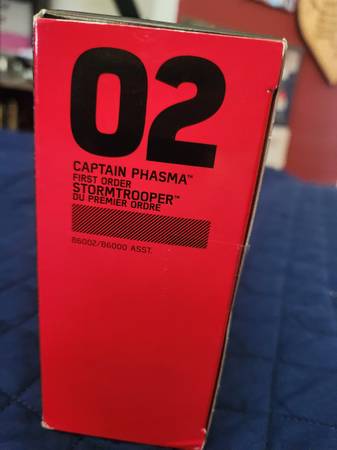 02
CAPTAIN PHASMA™
FIRST ORDER
STORMTROOPER™
DU PREMIER ORDRE
B6002/B6000 ASST.